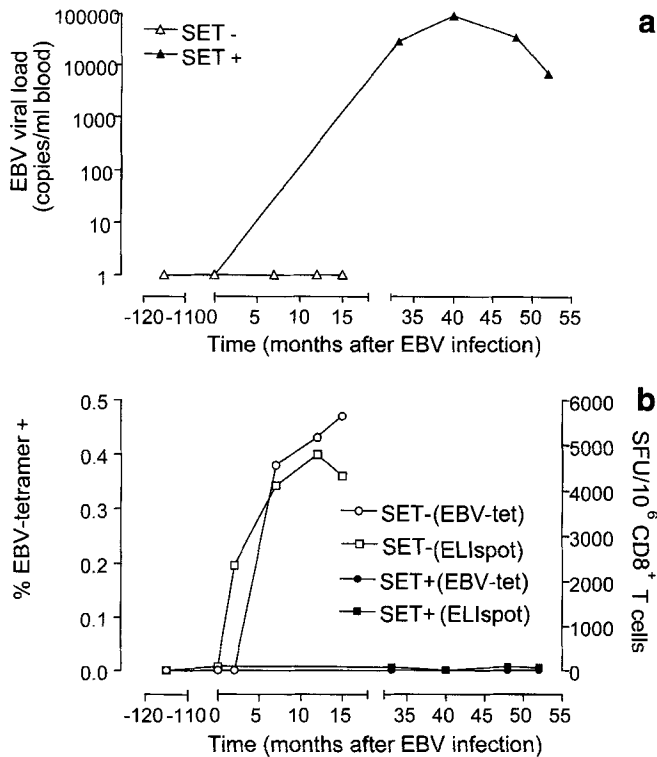 a
SET -
SET +
EBV viral load
(copies/ml blood)
100000
10000
1000
100
10
1
-120 -110 0 5 10 15 35 40 45 50 55
Time (months after EBV infection)
b
% EBV-tetramer +
0.5
0.4
0.3
0.2
0.1
0.0
SET-(EBV-tet)
SET-(ELIspot)
SET+(EBV-tet)
SET+(ELIspot)
6000
5000
4000
3000
2000
1000
0
SFU/10⁶ CD8⁺ T cells
-120 -110 0 5 10 15 35 40 45 50 55
Time (months after EBV infection)